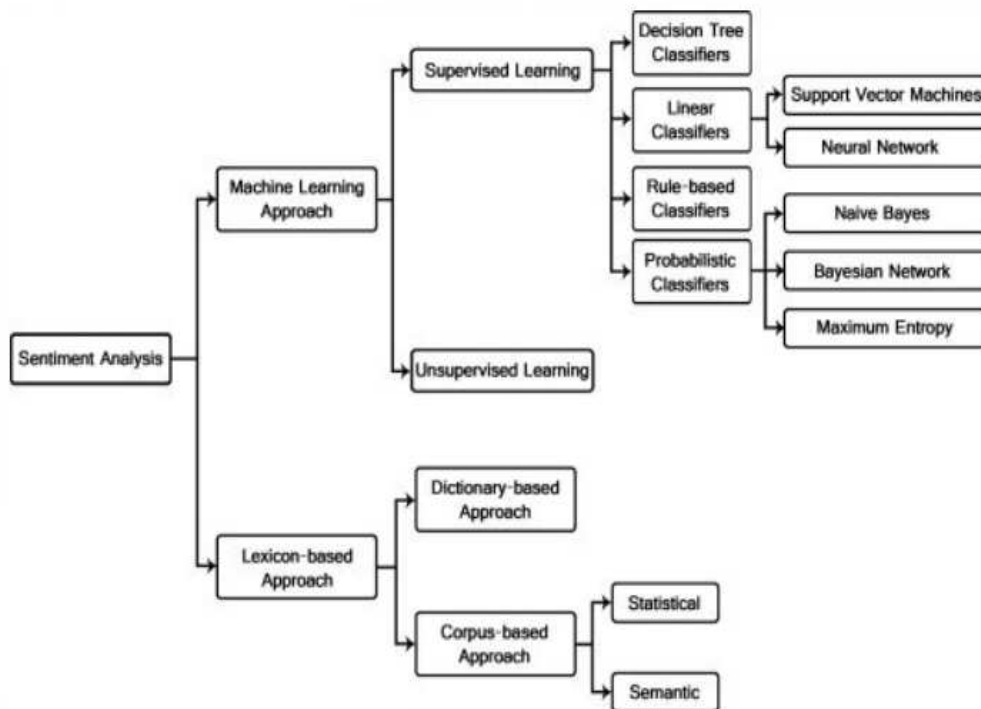 Decision Tree
Classifiers
Supervised Learning
Linear
Classifiers
Support Vector Machines
Neural Network
Machine Learning
Approach
Rule-based
Classifiers
Naive Bayes
Probabilistic
Classifiers
Bayesian Network
Maximum Entropy
Sentiment Analysis
Unsupervised Learning
Dictionary-based
Approach
Lexicon-based
Approach
Statistical
Corpus-based
Approach
Semantic